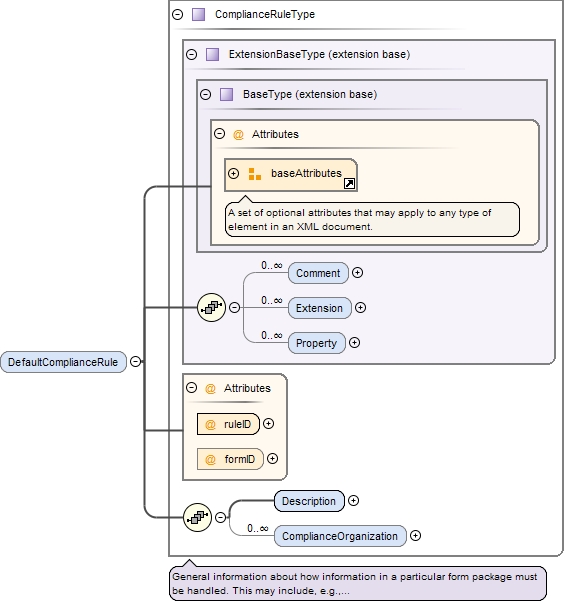 ComplianceRuleType
ExtensionBaseType (extension base)
BaseType (extension base)
@ Attributes
baseAttributes
A set of optional attributes that may apply to any type of
element in an XML document.
0..∞
Comment
0..∞
Extension
0..∞
Property
DefaultComplianceRule
@ Attributes
@ ruleID
@ formID
Description
0..∞
ComplianceOrganization
General information about how information in a particular form package must
be handled. This may include, e.g.,...